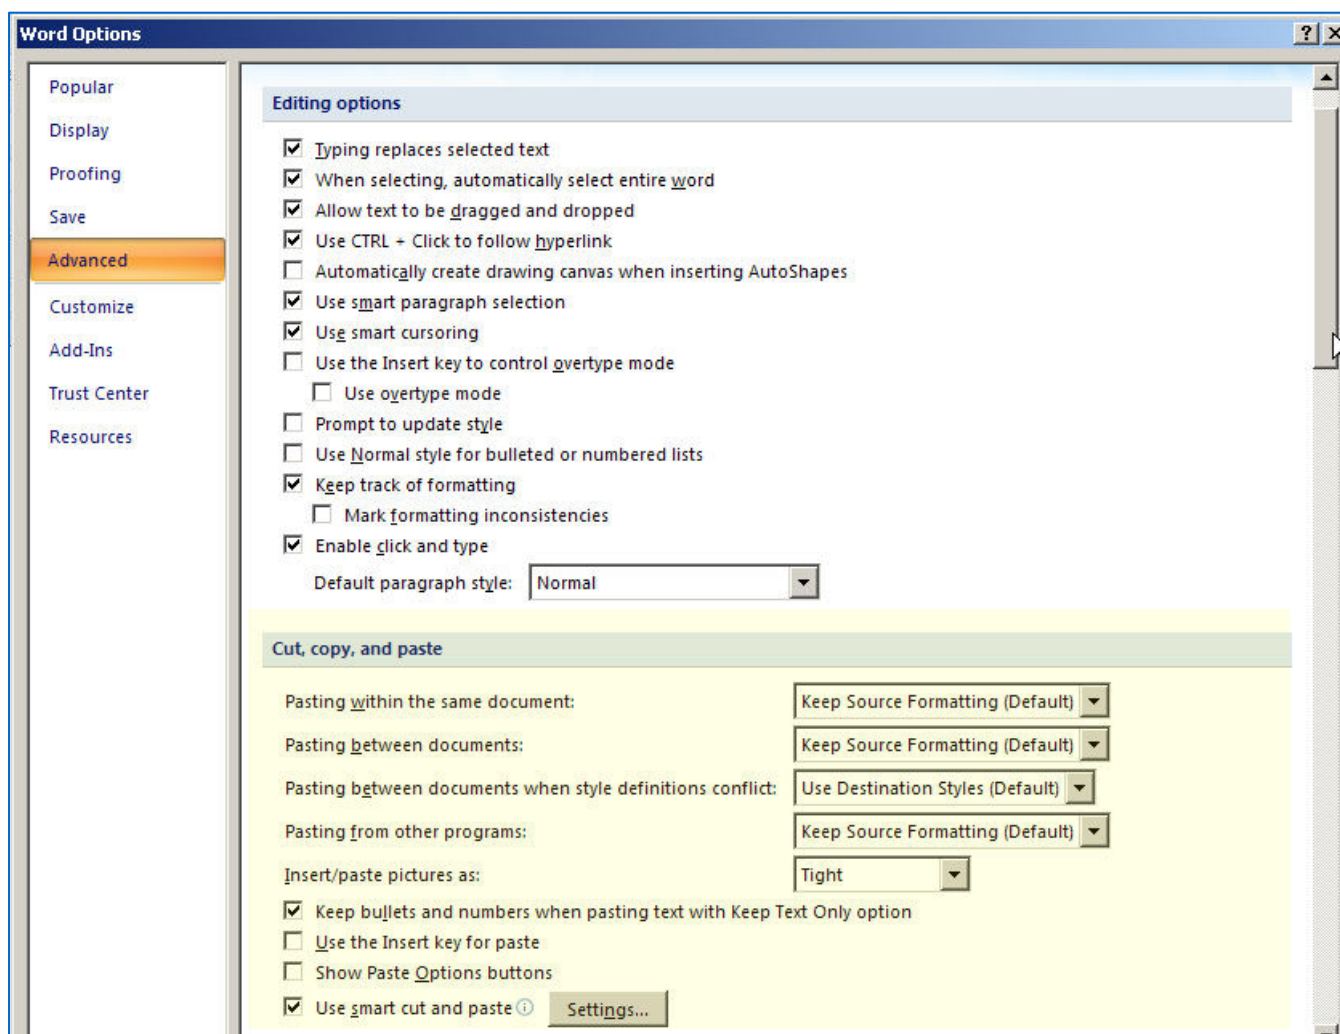 Word Options
Popular
Display
Proofing
Save
Advanced
Customize
Add-Ins
Trust Center
Resources
Editing options
Typing replaces selected text
When selecting, automatically select entire word
Allow text to be dragged and dropped
Use CTRL + Click to follow hyperlink
Automatically create drawing canvas when inserting AutoShapes
Use smart paragraph selection
Use smart cursoring
Use the Insert key to control overtype mode
Use overtype mode
Prompt to update style
Use Normal style for bulleted or numbered lists
Keep track of formatting
Mark formatting inconsistencies
Enable click and type
Default paragraph style: Normal
Cut, copy, and paste
Pasting within the same document: Keep Source Formatting (Default)
Pasting between documents: Keep Source Formatting (Default)
Pasting between documents when style definitions conflict: Use Destination Styles (Default)
Pasting from other programs: Keep Source Formatting (Default)
Insert/paste pictures as: Tight
Keep bullets and numbers when pasting text with Keep Text Only option
Use the Insert key for paste
Show Paste Options buttons
Use smart cut and paste Settings...